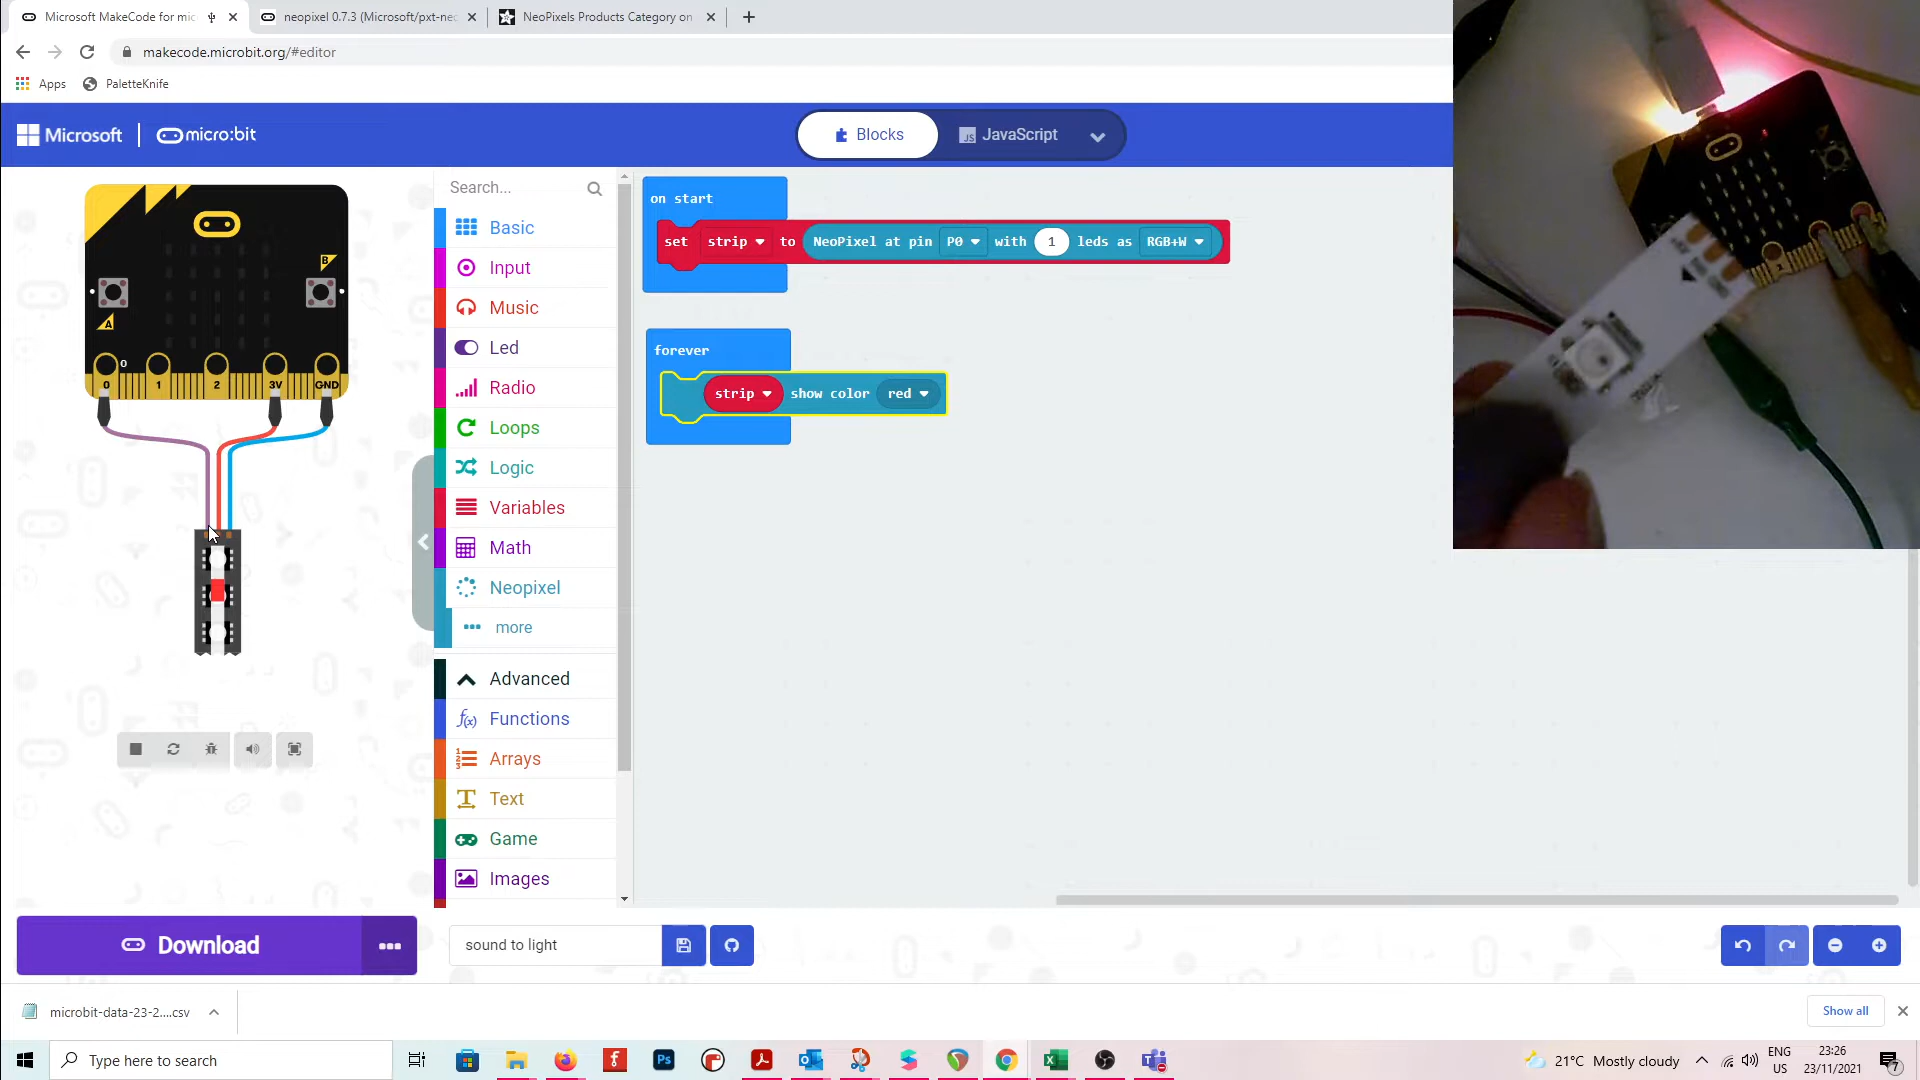 Microsoft MakeCode for mic
neopixel 0.7.3 (Microsoft/pxt-nec
NeoPixels Products Category on
makecode.microbit.org/#editor
Apps
PaletteKnife
Microsoft
micro:bit
Blocks
JavaScript
Search...
Basic
Input
Music
Led
Radio
Loops
Logic
Variables
Math
Neopixel
more
Advanced
Functions
Arrays
Text
Game
Images
B
A
0
0
1
2
3V
GND
on start
set strip to NeoPixel at pin P0 with 1 leds as RGB+W
forever
strip show color red
Download
sound to light
microbit-data-23-2....csv
Show all
Type here to search
21°C Mostly cloudy
ENG
US
23:26
23/11/2021
7